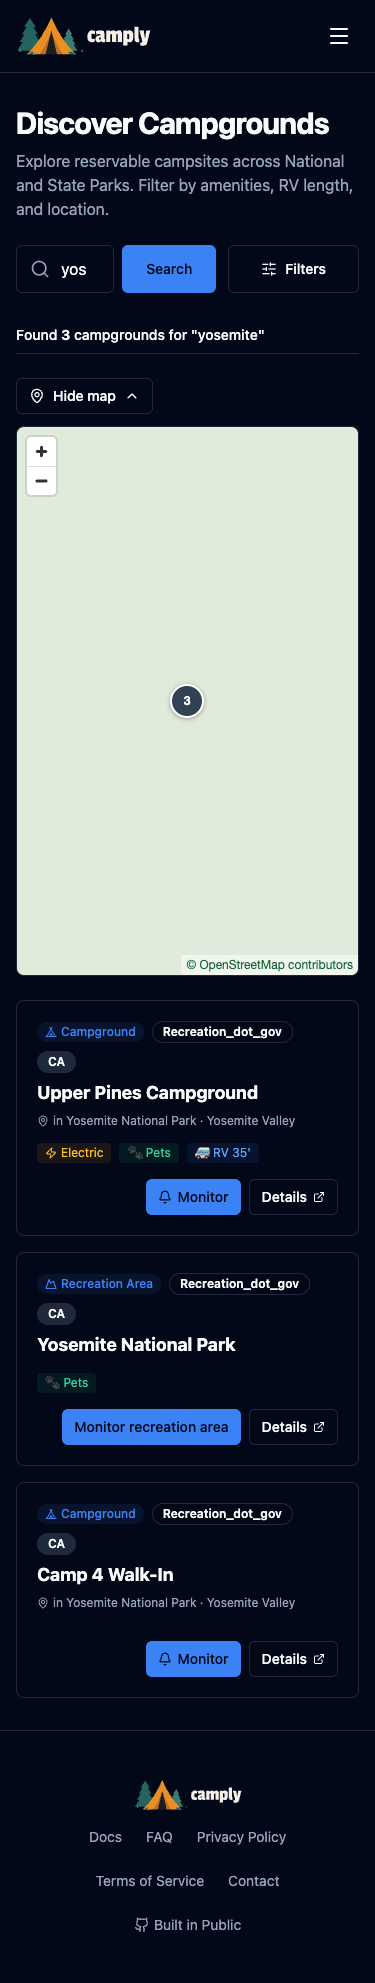 camply
Discover Campgrounds
Explore reservable campsites across National
and State Parks. Filter by amenities, RV length,
and location.
yos
Search
Filters
Found 3 campgrounds for "yosemite"
Hide map
+
−
3
© OpenStreetMap contributors
Campground
Recreation_dot_gov
CA
Upper Pines Campground
in Yosemite National Park · Yosemite Valley
Electric
Pets
RV 35'
Monitor
Details
Recreation Area
Recreation_dot_gov
CA
Yosemite National Park
Pets
Monitor recreation area
Details
Campground
Recreation_dot_gov
CA
Camp 4 Walk-In
in Yosemite National Park · Yosemite Valley
Monitor
Details
camply
Docs
FAQ
Privacy Policy
Terms of Service
Contact
Built in Public